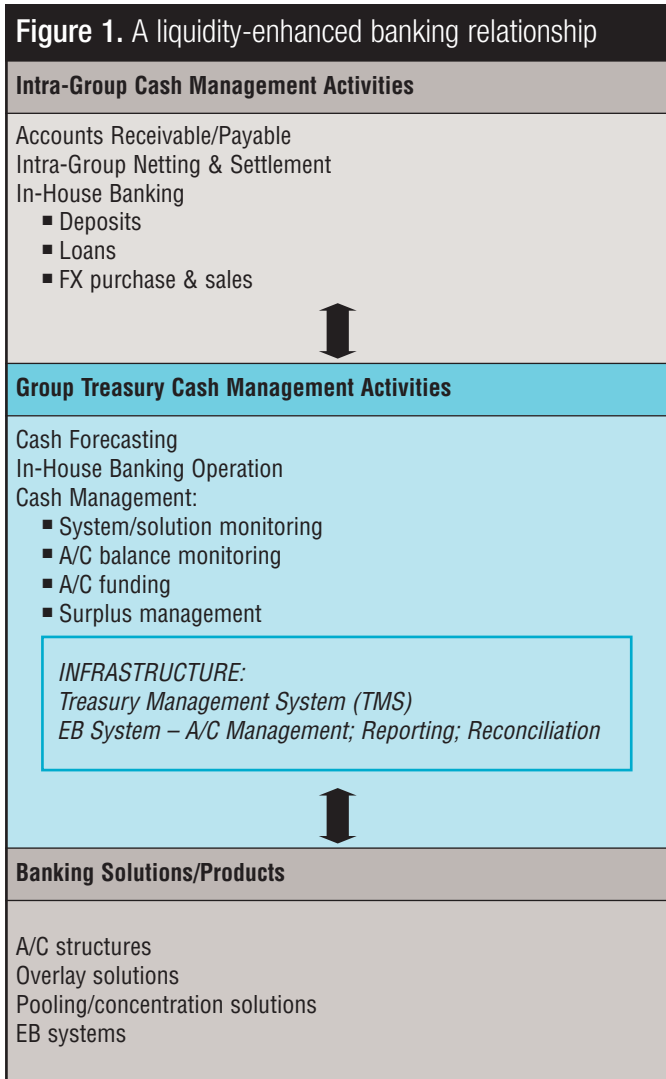 Figure 1. A liquidity-enhanced banking relationship
Intra-Group Cash Management Activities
Accounts Receivable/Payable
Intra-Group Netting & Settlement
In-House Banking
■ Deposits
■ Loans
■ FX purchase & sales
Group Treasury Cash Management Activities
Cash Forecasting
In-House Banking Operation
Cash Management:
■ System/solution monitoring
■ A/C balance monitoring
■ A/C funding
■ Surplus management
INFRASTRUCTURE:
Treasury Management System (TMS)
EB System – A/C Management; Reporting; Reconciliation
Banking Solutions/Products
A/C structures
Overlay solutions
Pooling/concentration solutions
EB systems